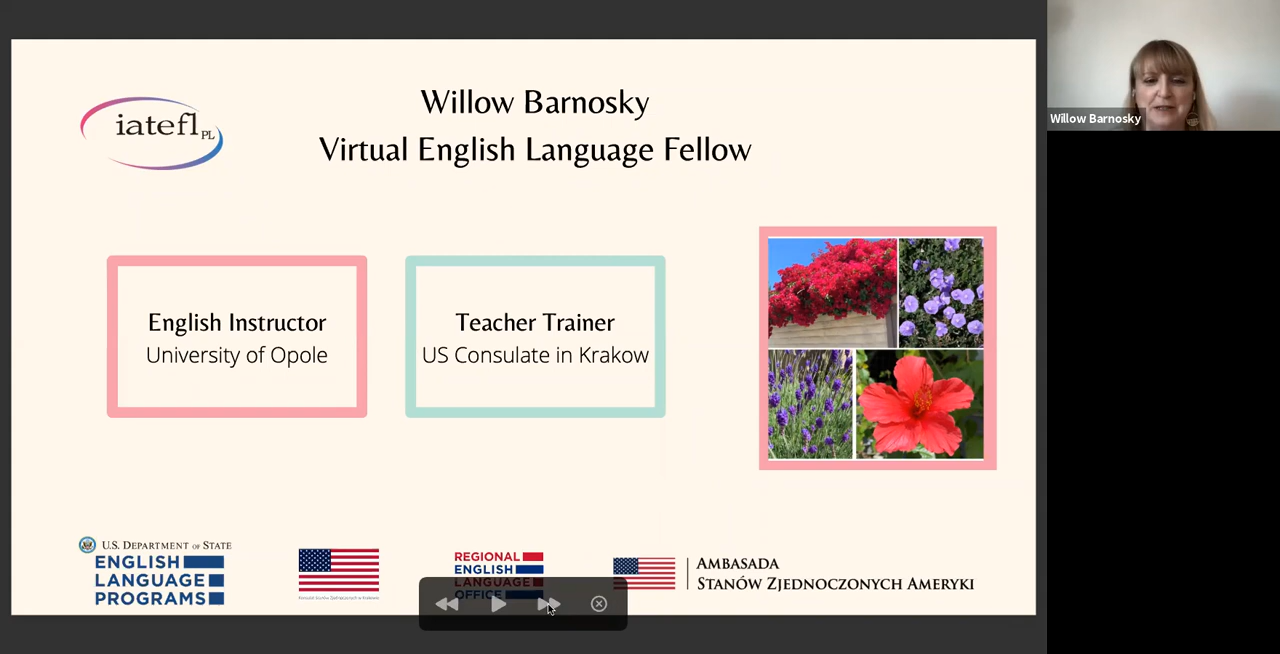 iatefl PL
Willow Barnosky
Virtual English Language Fellow
English Instructor
University of Opole
Teacher Trainer
US Consulate in Krakow
U.S. DEPARTMENT OF STATE
ENGLISH
LANGUAGE
PROGRAMS
REGIONAL
ENGLISH
LANGUAGE
OFFICE
AMBASADA
STANÓW ZJEDNOCZONYCH AMERYKI
Willow Barnosky